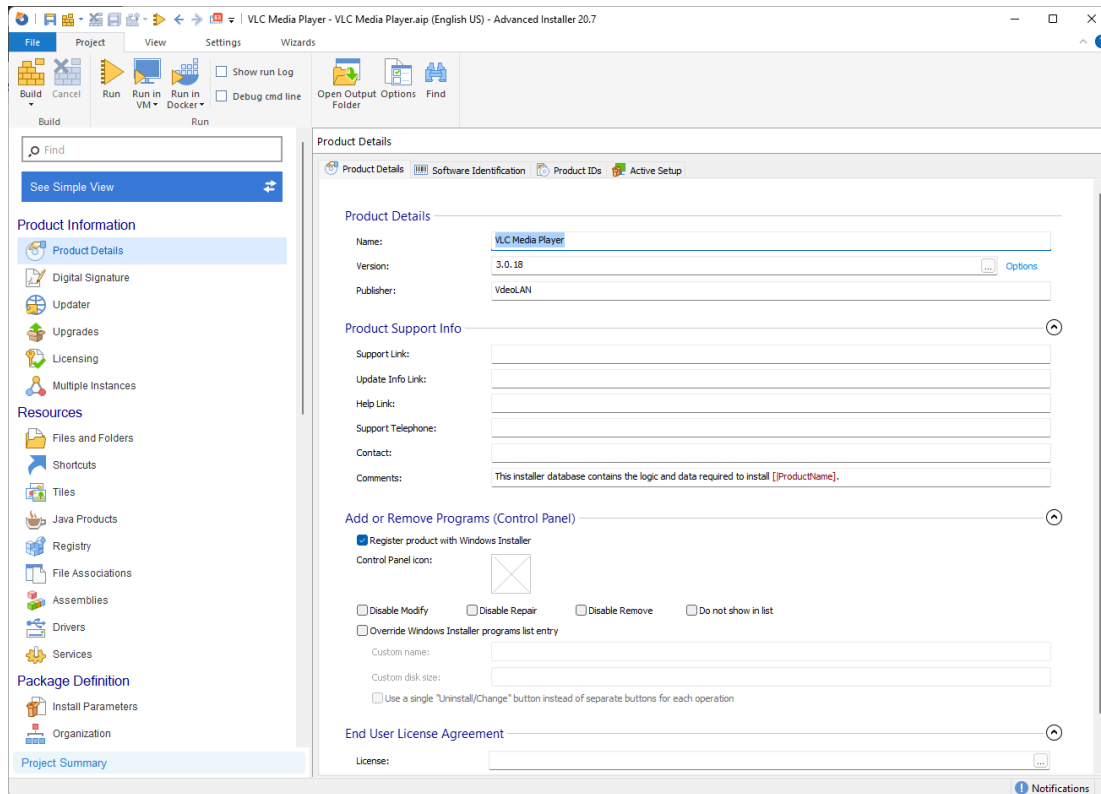 VLC Media Player - VLC Media Player.aip (English US) - Advanced Installer 20.7
File Project View Settings Wizards
Build Cancel Run Run in VM Run in Docker Show run Log Debug cmd line Open Output Folder Options Find
Build Run
Find
See Simple View
Product Information
Product Details
Digital Signature
Updater
Upgrades
Licensing
Multiple Instances
Resources
Files and Folders
Shortcuts
Tiles
Java Products
Registry
File Associations
Assemblies
Drivers
Services
Package Definition
Install Parameters
Organization
Project Summary
Product Details
Product Details Software Identification Product IDs Active Setup
Product Details
Name: VLC Media Player
Version: 3.0.18 ... Options
Publisher: VdeoLAN
Product Support Info
Support Link:
Update Info Link:
Help Link:
Support Telephone:
Contact:
Comments: This installer database contains the logic and data required to install [|ProductName].
Add or Remove Programs (Control Panel)
Register product with Windows Installer
Control Panel icon:
Disable Modify Disable Repair Disable Remove Do not show in list
Override Windows Installer programs list entry
Custom name:
Custom disk size:
Use a single "Uninstall/Change" button instead of separate buttons for each operation
End User License Agreement
License: ...
Notifications